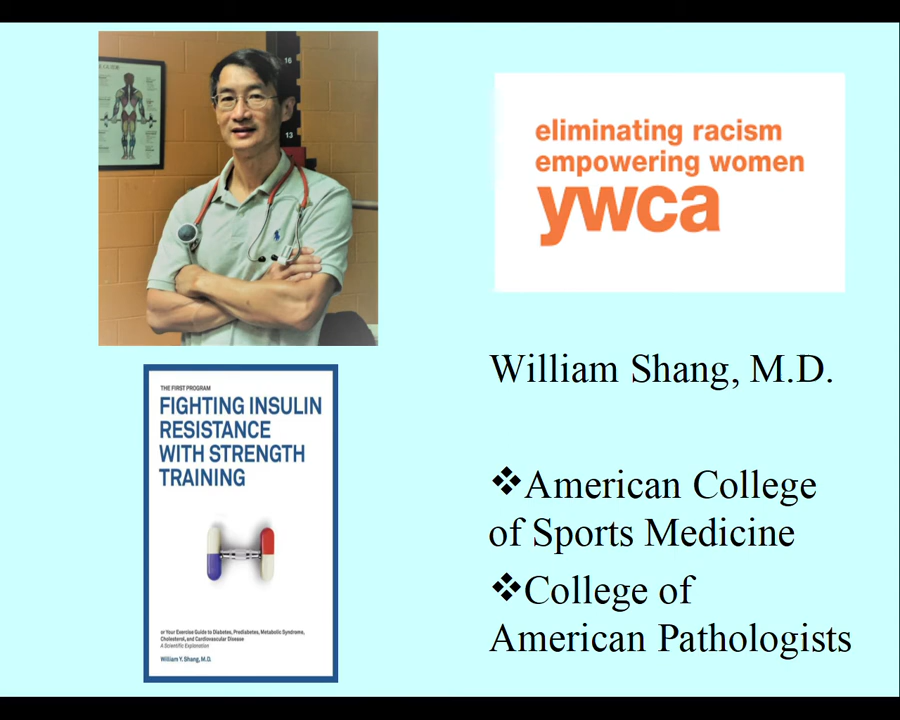 16
13
eliminating racism
empowering women
ywca
William Shang, M.D.
❖American College
of Sports Medicine
❖College of
American Pathologists
THE FIRST PROGRAM
FIGHTING INSULIN
RESISTANCE
WITH STRENGTH
TRAINING
or Your Exercise Guide to Diabetes, Prediabetes, Metabolic Syndrome,
Cholesterol, and Cardiovascular Disease
A Scientific Explanation
William Y. Shang, M.D.